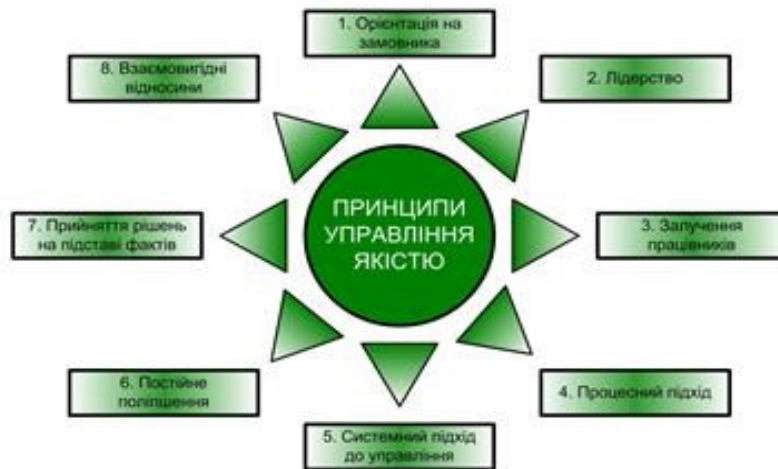 ПРИНЦИПИ
УПРАВЛІННЯ
ЯКІСТЮ
1. Орієнтація на
замовника
2. Лідерство
3. Залучення
працівників
4. Процесний підхід
5. Системний підхід
до управління
6. Постійне
поліпшення
7. Прийняття рішень
на підставі фактів
8. Взаємовигідні
відносини